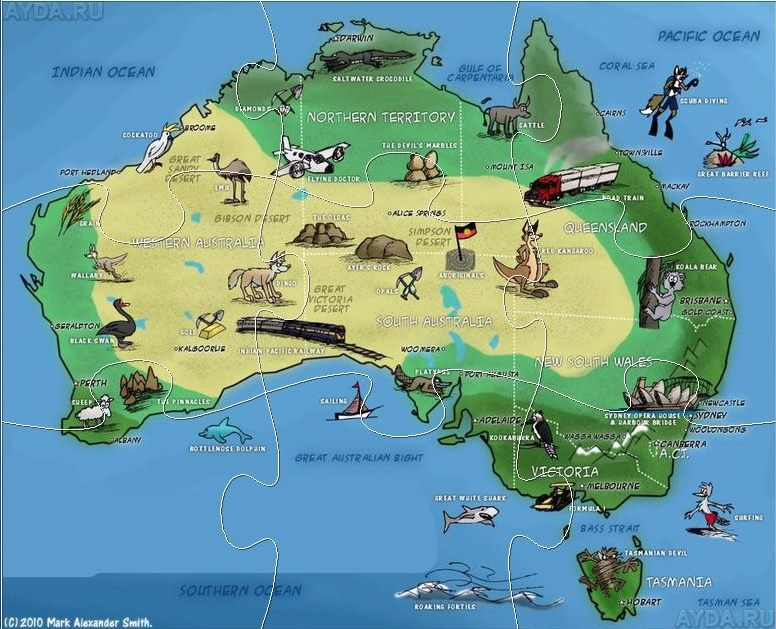 AYDA.RU
DARWIN
PACIFIC OCEAN
INDIAN OCEAN
GULF OF
CARPENTARIA
CORAL SEA
SALTWATER CROCODILE
SCUBA DIVING
DIAMONDS
NORTHERN TERRITORY
CAIRNS
COCKATOO
BROOME
CATTLE
THE DEVIL'S MARBLES
TOWNSVILLE
GREAT
SANDY
DESERT
PORT HEDLAND
EMU
FLYING DOCTOR
MOUNT ISA
GREAT BARRIER REEF
MACKAY
ROAD TRAIN
GRAIN
GIBSON DESERT
THE OLGAS
ALICE SPRINGS
ROCKHAMPTON
WESTERN AUSTRALIA
SIMPSON
DESERT
QUEENSLAND
RED KANGAROO
AYER'S ROCK
WALLABY
DINGO
ABORIGINALS
KOALA BEAR
GREAT
VICTORIA
DESERT
OPALS
BRISBANE
GOLD COAST
GERALDTON
BLACK SWAN
GOLD
SOUTH AUSTRALIA
KALGOORLIE
INDIAN PACIFIC RAILWAY
WOOMERA
NEW SOUTH WALES
PLATYPUS
PORT AUGUSTA
PERTH
SHEEP
THE PINNACLES
SAILING
NEWCASTLE
SYDNEY OPERA HOUSE
& HARBOUR BRIDGE
SYDNEY
ADELAIDE
WOOLONGONG
ALBANY
KOOKABURRA
WAGGA WAGGA
CANBERRA
A.C.T.
BOTTLENOSE DOLPHIN
GREAT AUSTRALIAN BIGHT
VICTORIA
MELBOURNE
GREAT WHITE SHARK
FORMULA 1
SURFING
BASS STRAIT
TASMANIAN DEVIL
TASMANIA
SOUTHERN OCEAN
ROARING FORTIES
HOBART
TASMAN SEA
(C) 2010 Mark Alexander Smith.
AYDA.RU